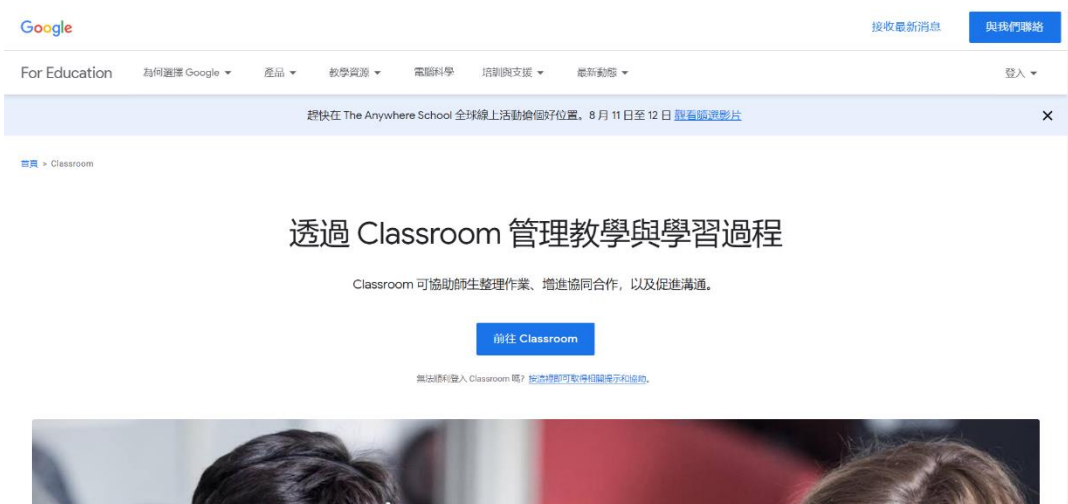 Google
接收最新消息
與我們聯絡
For Education
為何選擇 Google
產品
教學資源
電腦科學
培訓與支援
最新動態
登入
趕快在 The Anywhere School 全球線上活動搶個好位置。8 月 11 日至 12 日 觀看精選影片
首頁 > Classroom
透過 Classroom 管理教學與學習過程
Classroom 可協助師生整理作業、增進協同合作，以及促進溝通。
前往 Classroom
無法順利登入 Classroom 嗎? 按這裡即可取得相關提示和協助。